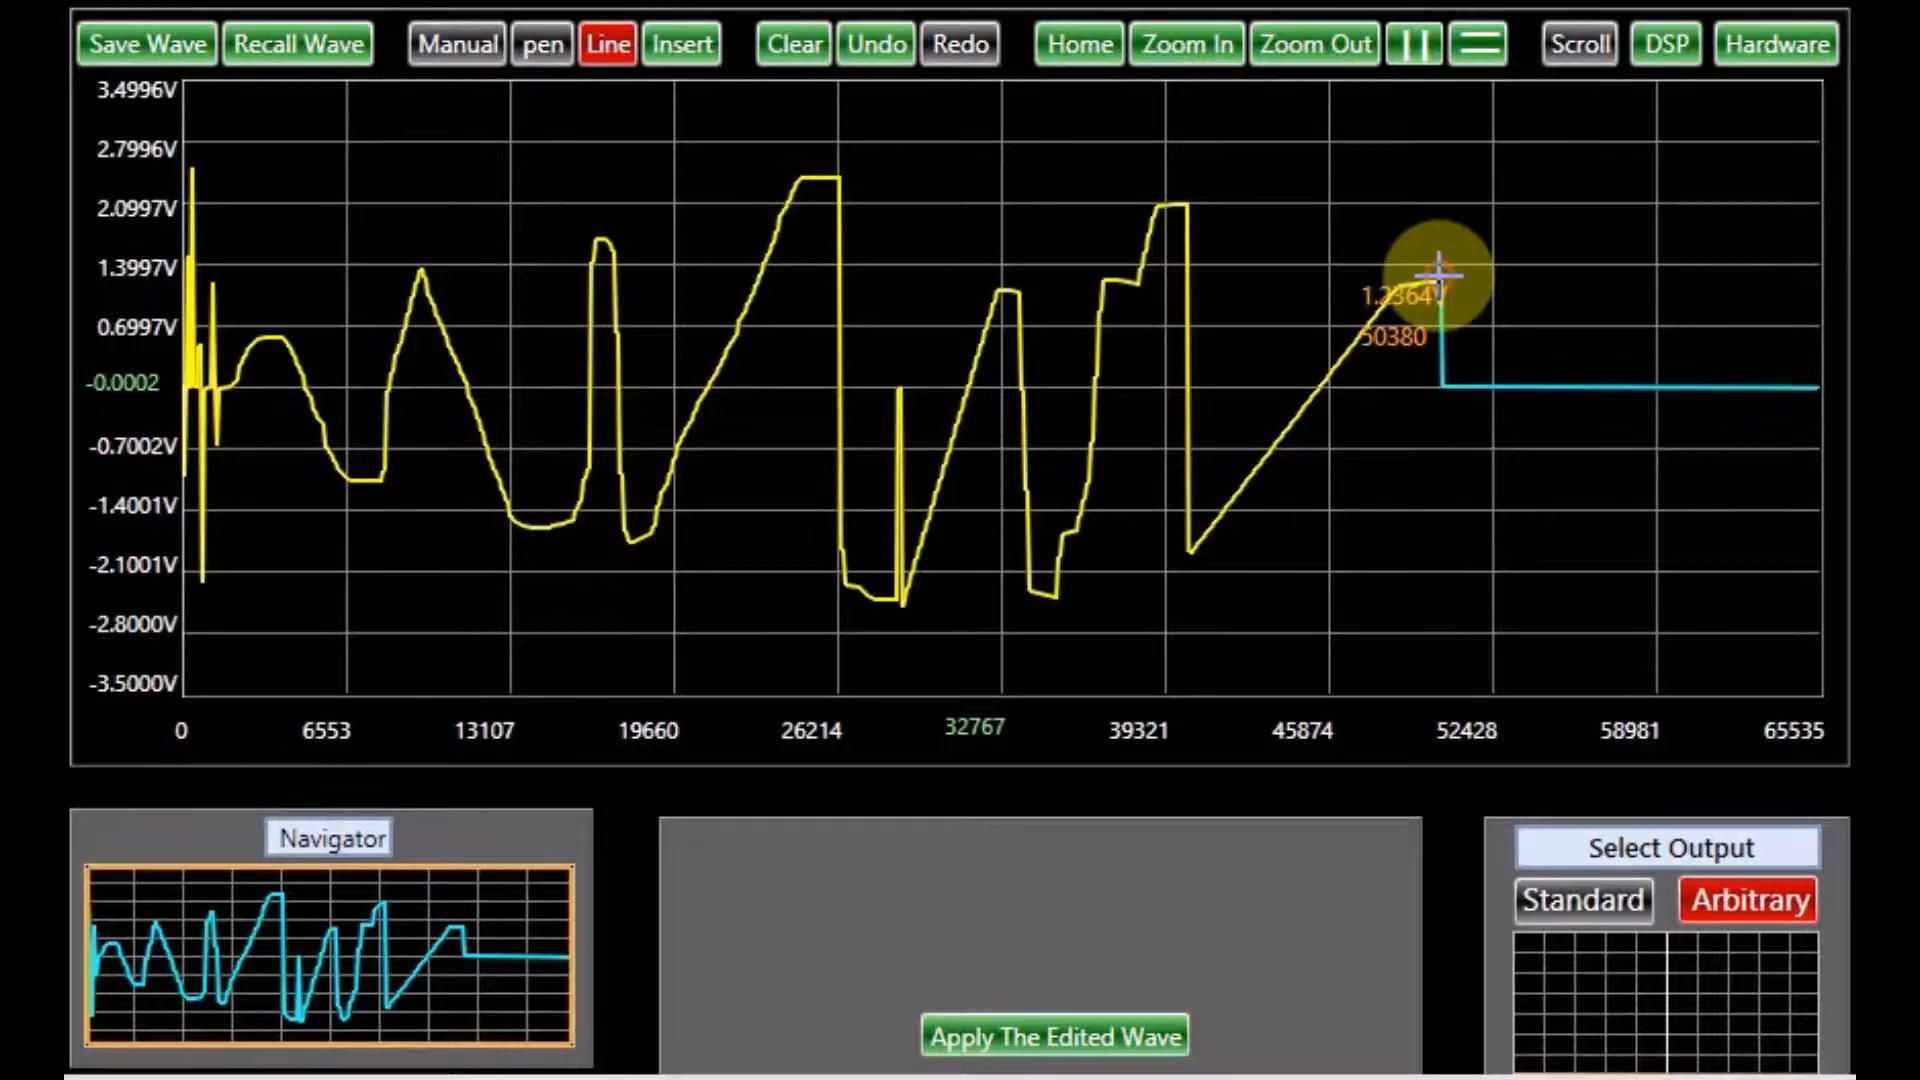 Save Wave Recall Wave Manual pen Line Insert Clear Undo Redo Home Zoom In Zoom Out Scroll DSP Hardware
3.4996V
2.7996V
2.0997V
1.3997V
0.6997V
-0.0002
-0.7002V
-1.4001V
-2.1001V
-2.8000V
-3.5000V
1.2364V
50380
0 6553 13107 19660 26214 32767 39321 45874 52428 58981 65535
Navigator
Apply The Edited Wave
Select Output
Standard Arbitrary